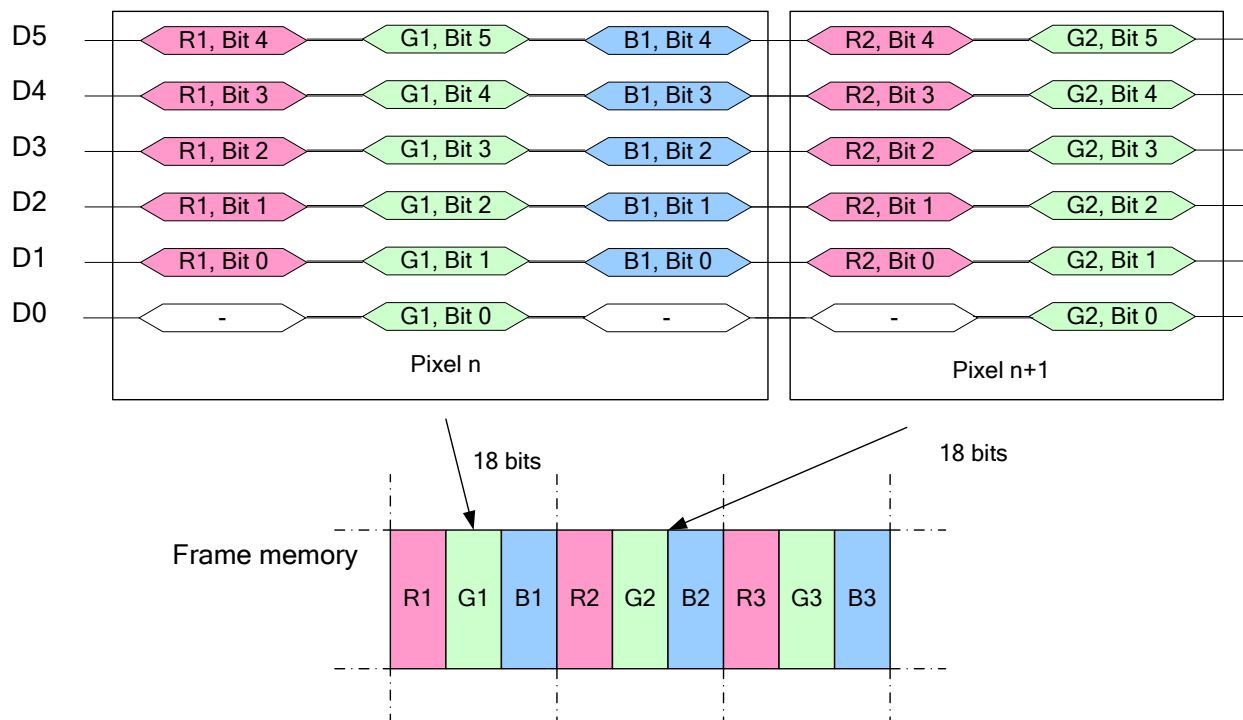 D5 R1, Bit 4 G1, Bit 5 B1, Bit 4 R2, Bit 4 G2, Bit 5
D4 R1, Bit 3 G1, Bit 4 B1, Bit 3 R2, Bit 3 G2, Bit 4
D3 R1, Bit 2 G1, Bit 3 B1, Bit 2 R2, Bit 2 G2, Bit 3
D2 R1, Bit 1 G1, Bit 2 B1, Bit 1 R2, Bit 1 G2, Bit 2
D1 R1, Bit 0 G1, Bit 1 B1, Bit 0 R2, Bit 0 G2, Bit 1
D0 - G1, Bit 0 - - G2, Bit 0
Pixel n Pixel n+1
18 bits 18 bits
Frame memory
R1 G1 B1 R2 G2 B2 R3 G3 B3